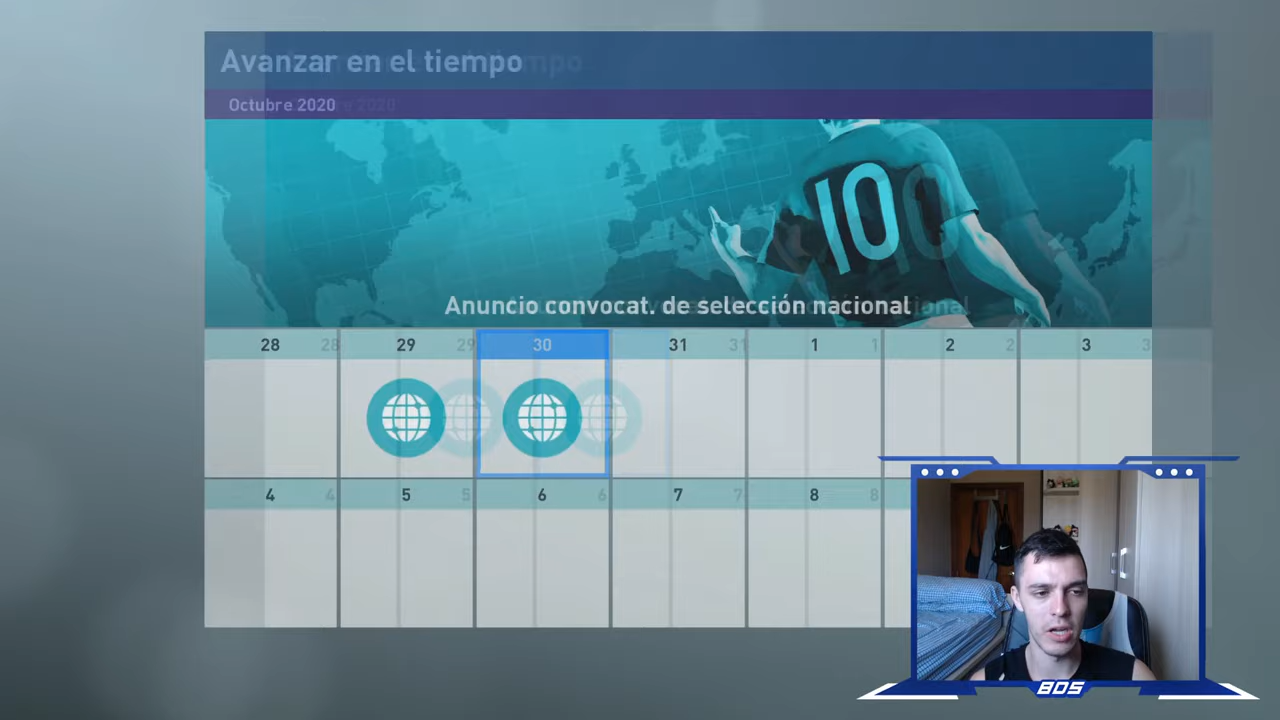 Avanzar en el tiempo
Octubre 2020
10
Anuncio convocat. de selección nacional
28 29 30 31 1 2 3
4 5 6 7 8
BDS